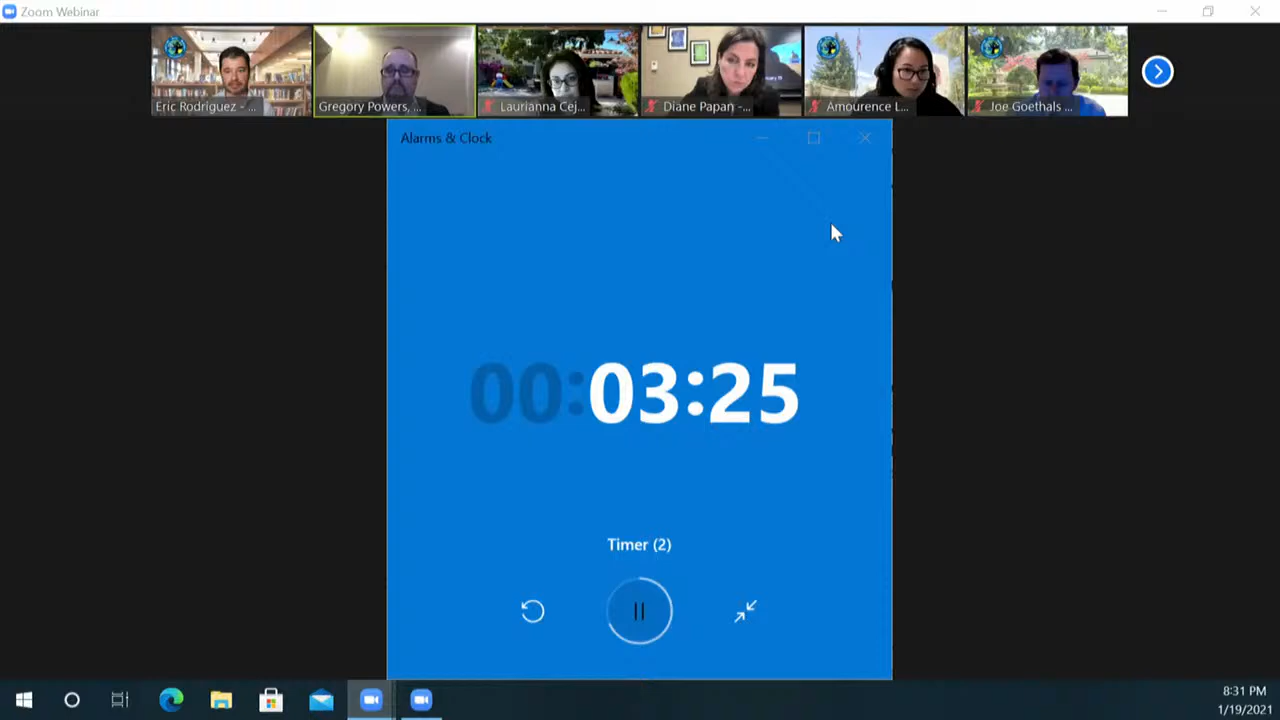 Zoom Webinar
Eric Rodriguez - ...
Gregory Powers, ...
Laurianna Cej...
Diane Papan -...
Amourence L...
Joe Goethals ...
Alarms & Clock
00:03:25
Timer (2)
8:31 PM
1/19/2021